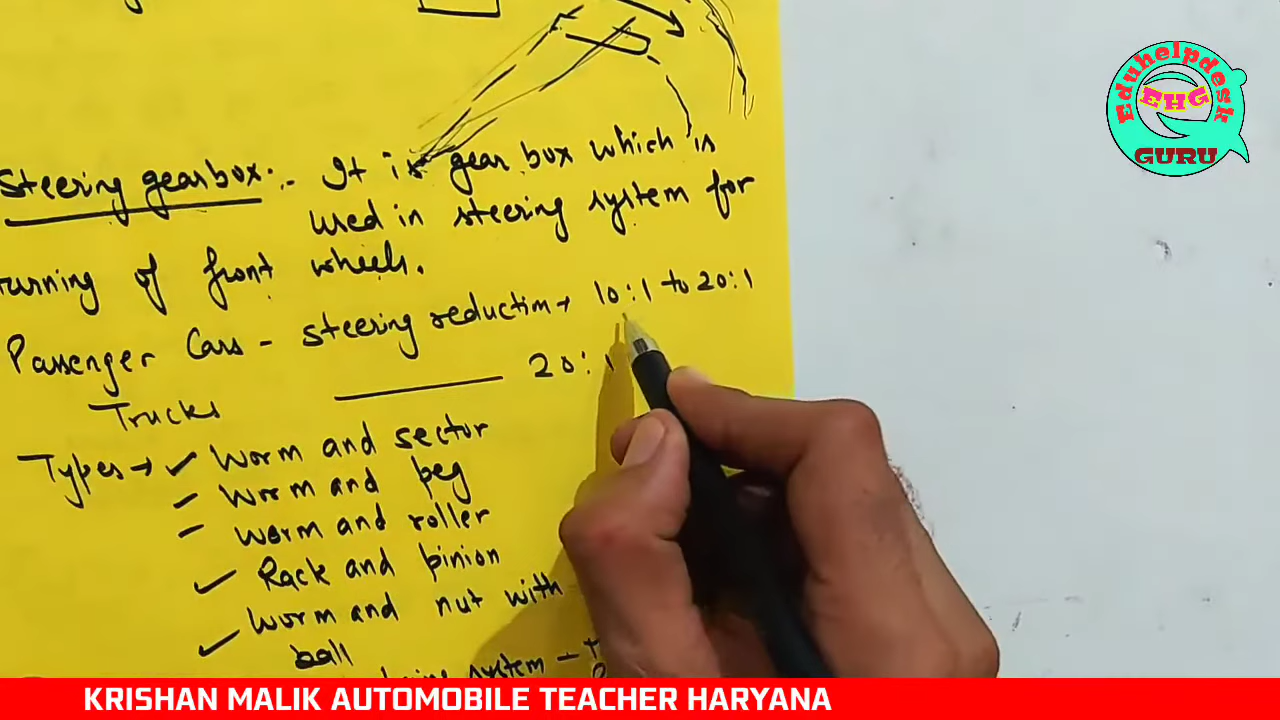 Steering gearbox:- It is gear box which is
used in steering system for
turning of front wheels.
Passenger Cars - steering reduction → 10:1 to 20:1
Trucks 20:1
Types → ✓ Worm and sector
- Worm and peg
- Worm and roller
✓ Rack and pinion
✓ Worm and nut with
ball
system -
Eduhelpdesk
EHG
GURU
KRISHAN MALIK AUTOMOBILE TEACHER HARYANA